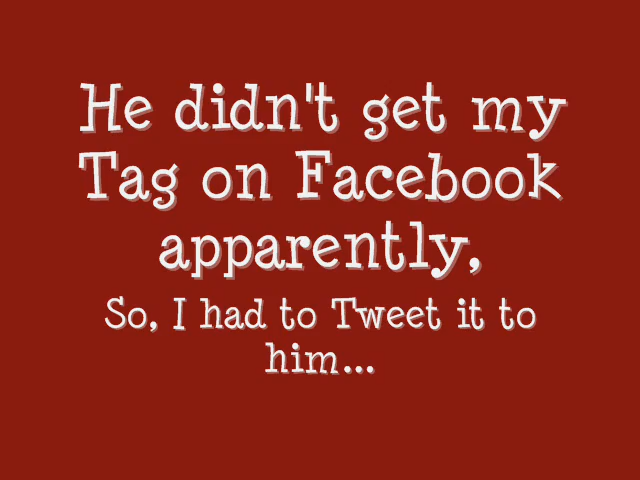 He didn't get my
Tag on Facebook
apparently,
So, I had to Tweet it to
him...